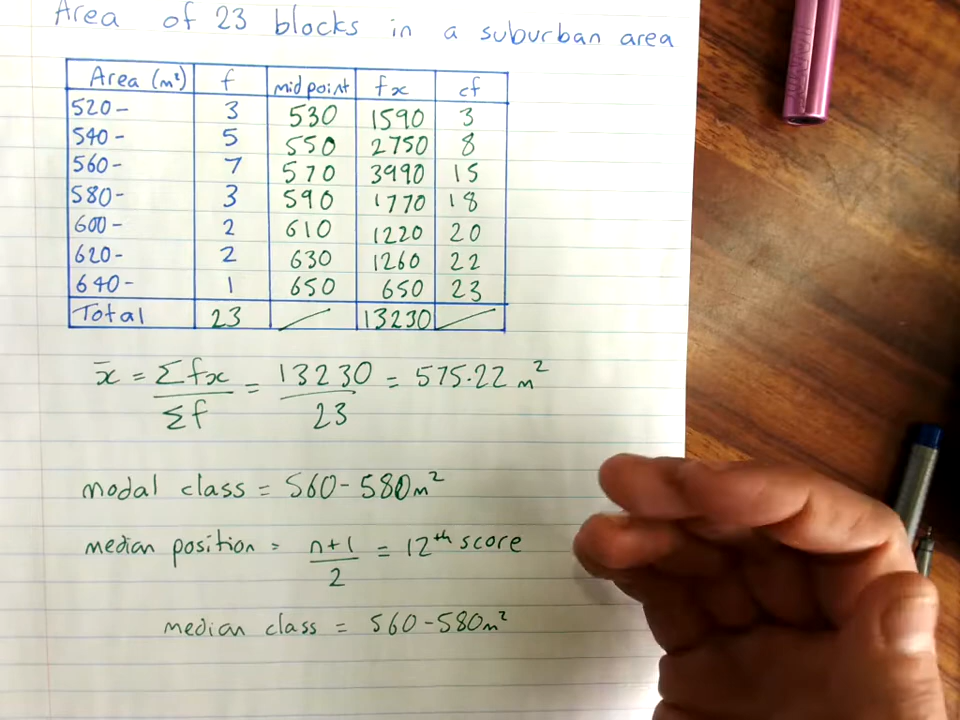 Area of 23 blocks in a suburban area
Area (m²) f midpoint fx cf
520- 3 530 1590 3
540- 5 550 2750 8
560- 7 570 3990 15
580- 3 590 1770 18
600- 2 610 1220 20
620- 2 630 1260 22
640- 1 650 650 23
Total 23 13230
x̄ = Σfx/Σf = 13230/23 = 575.22 m²
modal class = 560-580m²
median position = n+1/2 = 12th score
median class = 560-580m²